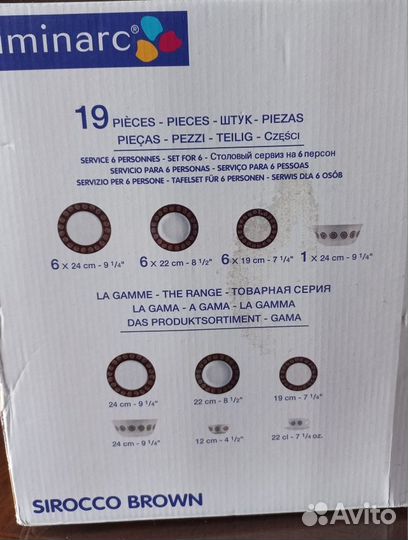 minarc®
19 PIÈCES - PIECES - ШТУК - PIEZAS
PIEÇAS - PEZZI - TEILIG - CZĘŚCI
SERVICE 6 PERSONNES - SET FOR 6 - Столовый сервиз на 6 персон
SERVICIO PARA 6 PERSONAS - SERVIÇO PARA 6 PESSOAS
SERVIZIO PER 6 PERSONE - TAFELSET FÜR 6 PERSONEN - SERWIS DLA 6 OSÓB
6 x 24 cm - 9 1/4" 6 x 22 cm - 8 1/2" 6 x 19 cm - 7 1/4" 1 x 24 cm - 9 1/4"
LA GAMME - THE RANGE - ТОВАРНАЯ СЕРИЯ
LA GAMA - A GAMA - LA GAMMA
DAS PRODUKTSORTIMENT - GAMA
24 cm - 9 1/4" 22 cm - 8 1/2" 19 cm - 7 1/4"
24 cm - 9 1/4" 12 cm - 4 1/2" 22 cl - 7 1/4 oz.
SIROCCO BROWN
Avito